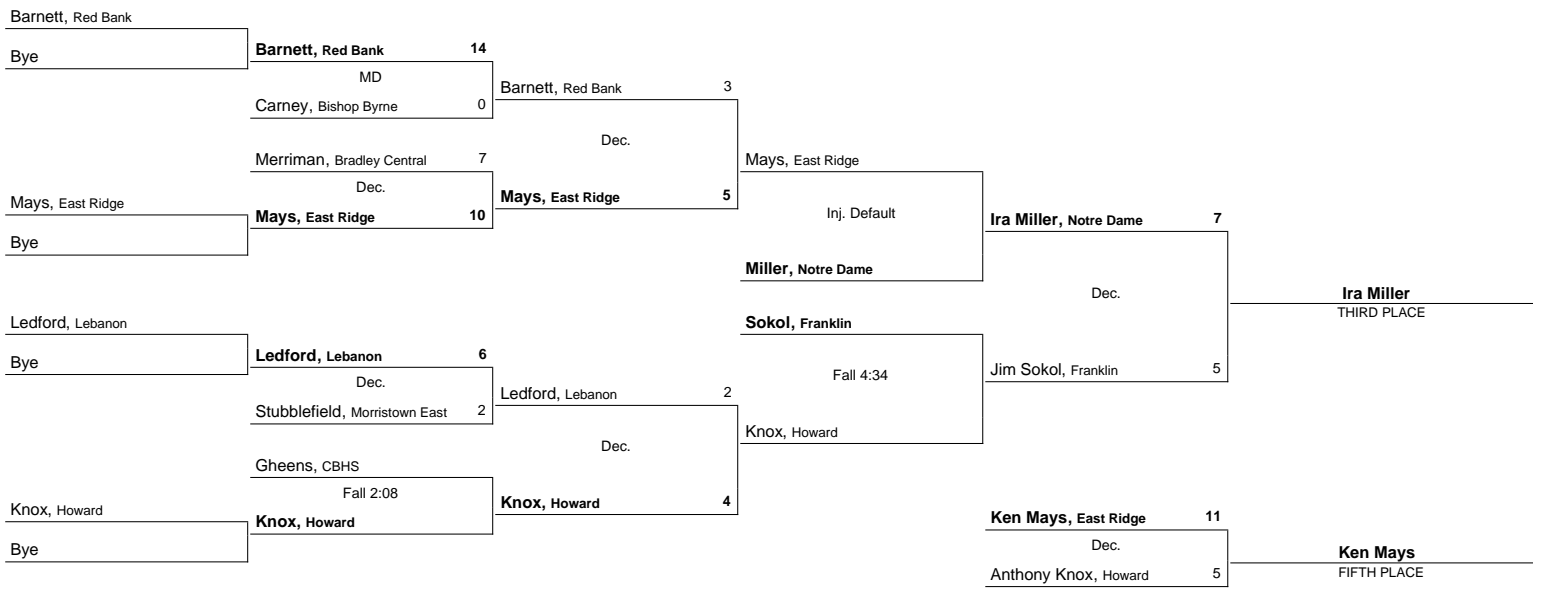 Barnett, Red Bank
Bye
Barnett, Red Bank 14
MD
Carney, Bishop Byrne 0
Barnett, Red Bank 3
Dec.
Mays, East Ridge 5
Merriman, Bradley Central 7
Dec.
Mays, East Ridge 10
Mays, East Ridge
Bye
Mays, East Ridge
Inj. Default
Miller, Notre Dame
Ira Miller, Notre Dame 7
Dec.
Jim Sokol, Franklin 5
Ira Miller
THIRD PLACE
Ledford, Lebanon
Bye
Ledford, Lebanon 6
Dec.
Stubblefield, Morristown East 2
Ledford, Lebanon 2
Dec.
Knox, Howard 4
Sokol, Franklin
Fall 4:34
Knox, Howard
Gheens, CBHS
Fall 2:08
Knox, Howard
Knox, Howard
Bye
Ken Mays, East Ridge 11
Dec.
Anthony Knox, Howard 5
Ken Mays
FIFTH PLACE